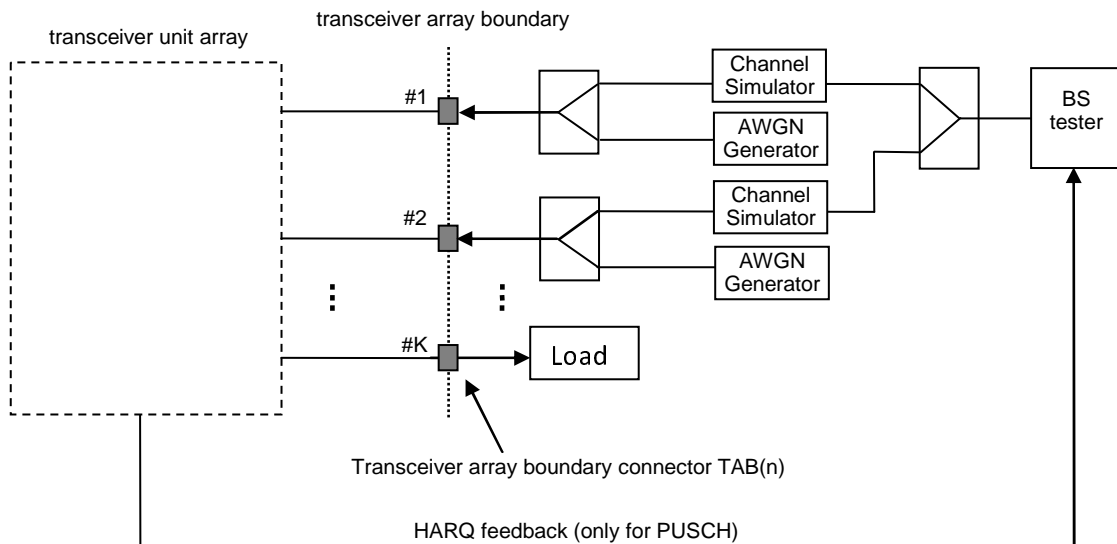 transceiver array boundary
transceiver unit array
#1
Channel
Simulator
AWGN
Generator
BS
tester
#2
Channel
Simulator
AWGN
Generator
#K
Load
Transceiver array boundary connector TAB(n)
HARQ feedback (only for PUSCH)